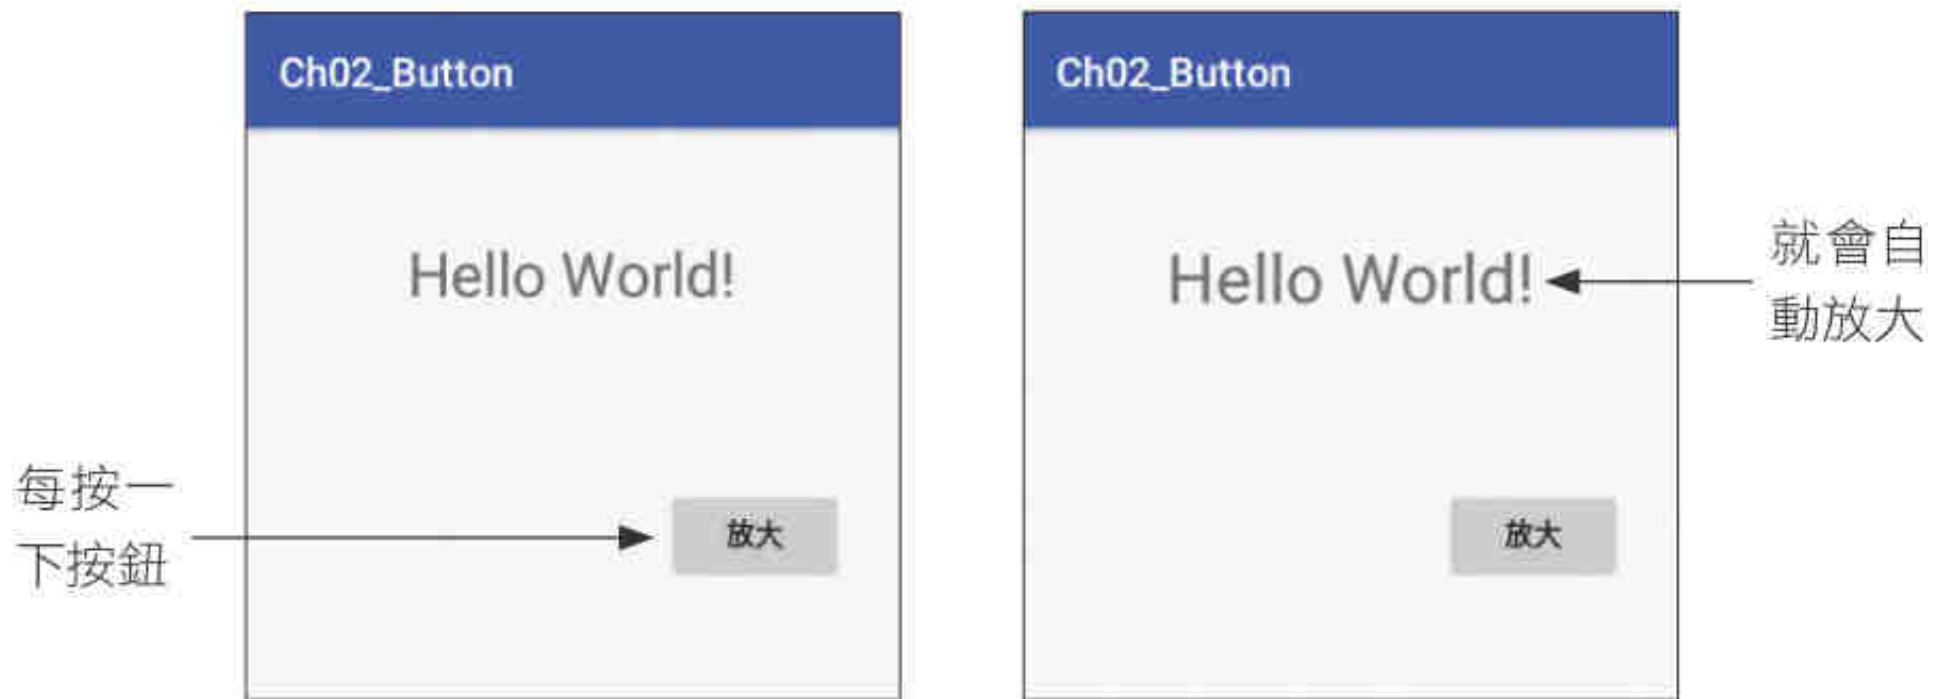 Ch02_Button
Hello World!
每按一
下按鈕
放大
Ch02_Button
Hello World!
就會自
動放大
放大